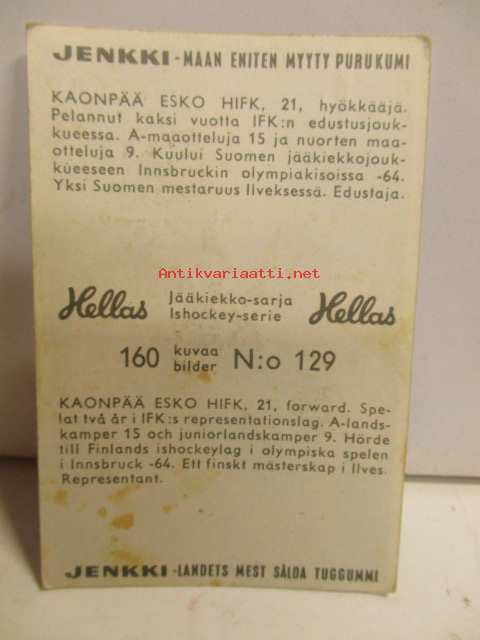 JENKKI - MAAN ENITEN MYYTY PURUKUMI
KAONPÄÄ ESKO HIFK, 21, hyökkääjä.
Pelannut kaksi vuotta IFK:n edustusjouk-
kueessa. A-maaotteluja 15 ja nuorten maa-
otteluja 9. Kuului Suomen jääkiekkojouk-
kueeseen Innsbruckin olympiakisoissa -64.
Yksi Suomen mestaruus Ilveksessä. Edustaja.
Antikvariaatti.net
Hellas Jääkiekko-sarja Hellas
Ishockey-serie
160 kuvaa N:o 129
bilder
KAONPÄÄ ESKO HIFK, 21, forward. Spe-
lat två år i IFK:s representationslag. A-lands-
kamper 15 och juniorlandskamper 9. Hörde
till Finlands ishockeylag i olympiska spelen
i Innsbruck -64. Ett finskt mästerskap i Ilves.
Representant.
JENKKI - LANDETS MEST SÅLDA TUGGUMMI